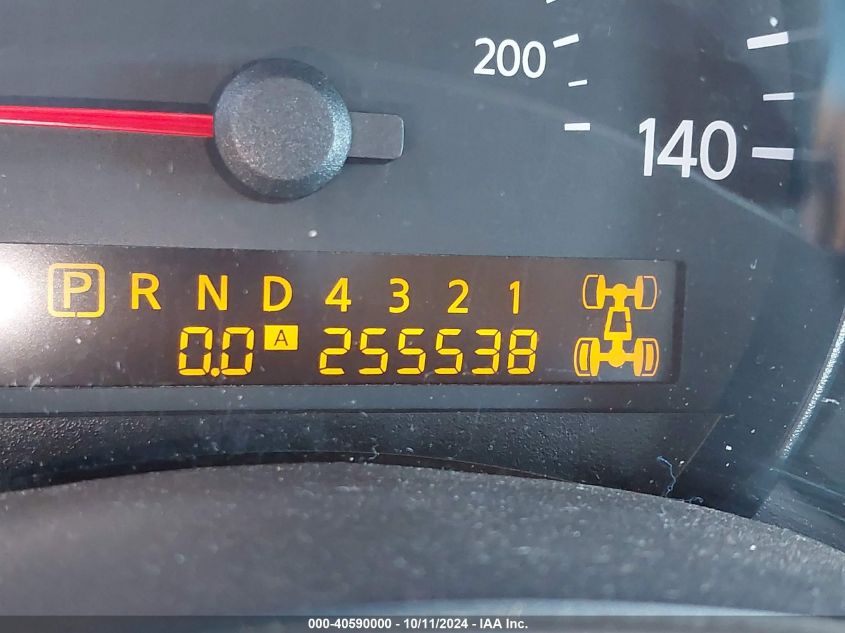 200
140
P R N D 4 3 2 1
0.0 A 255538
000-40590000 - 10/11/2024 - IAA Inc.